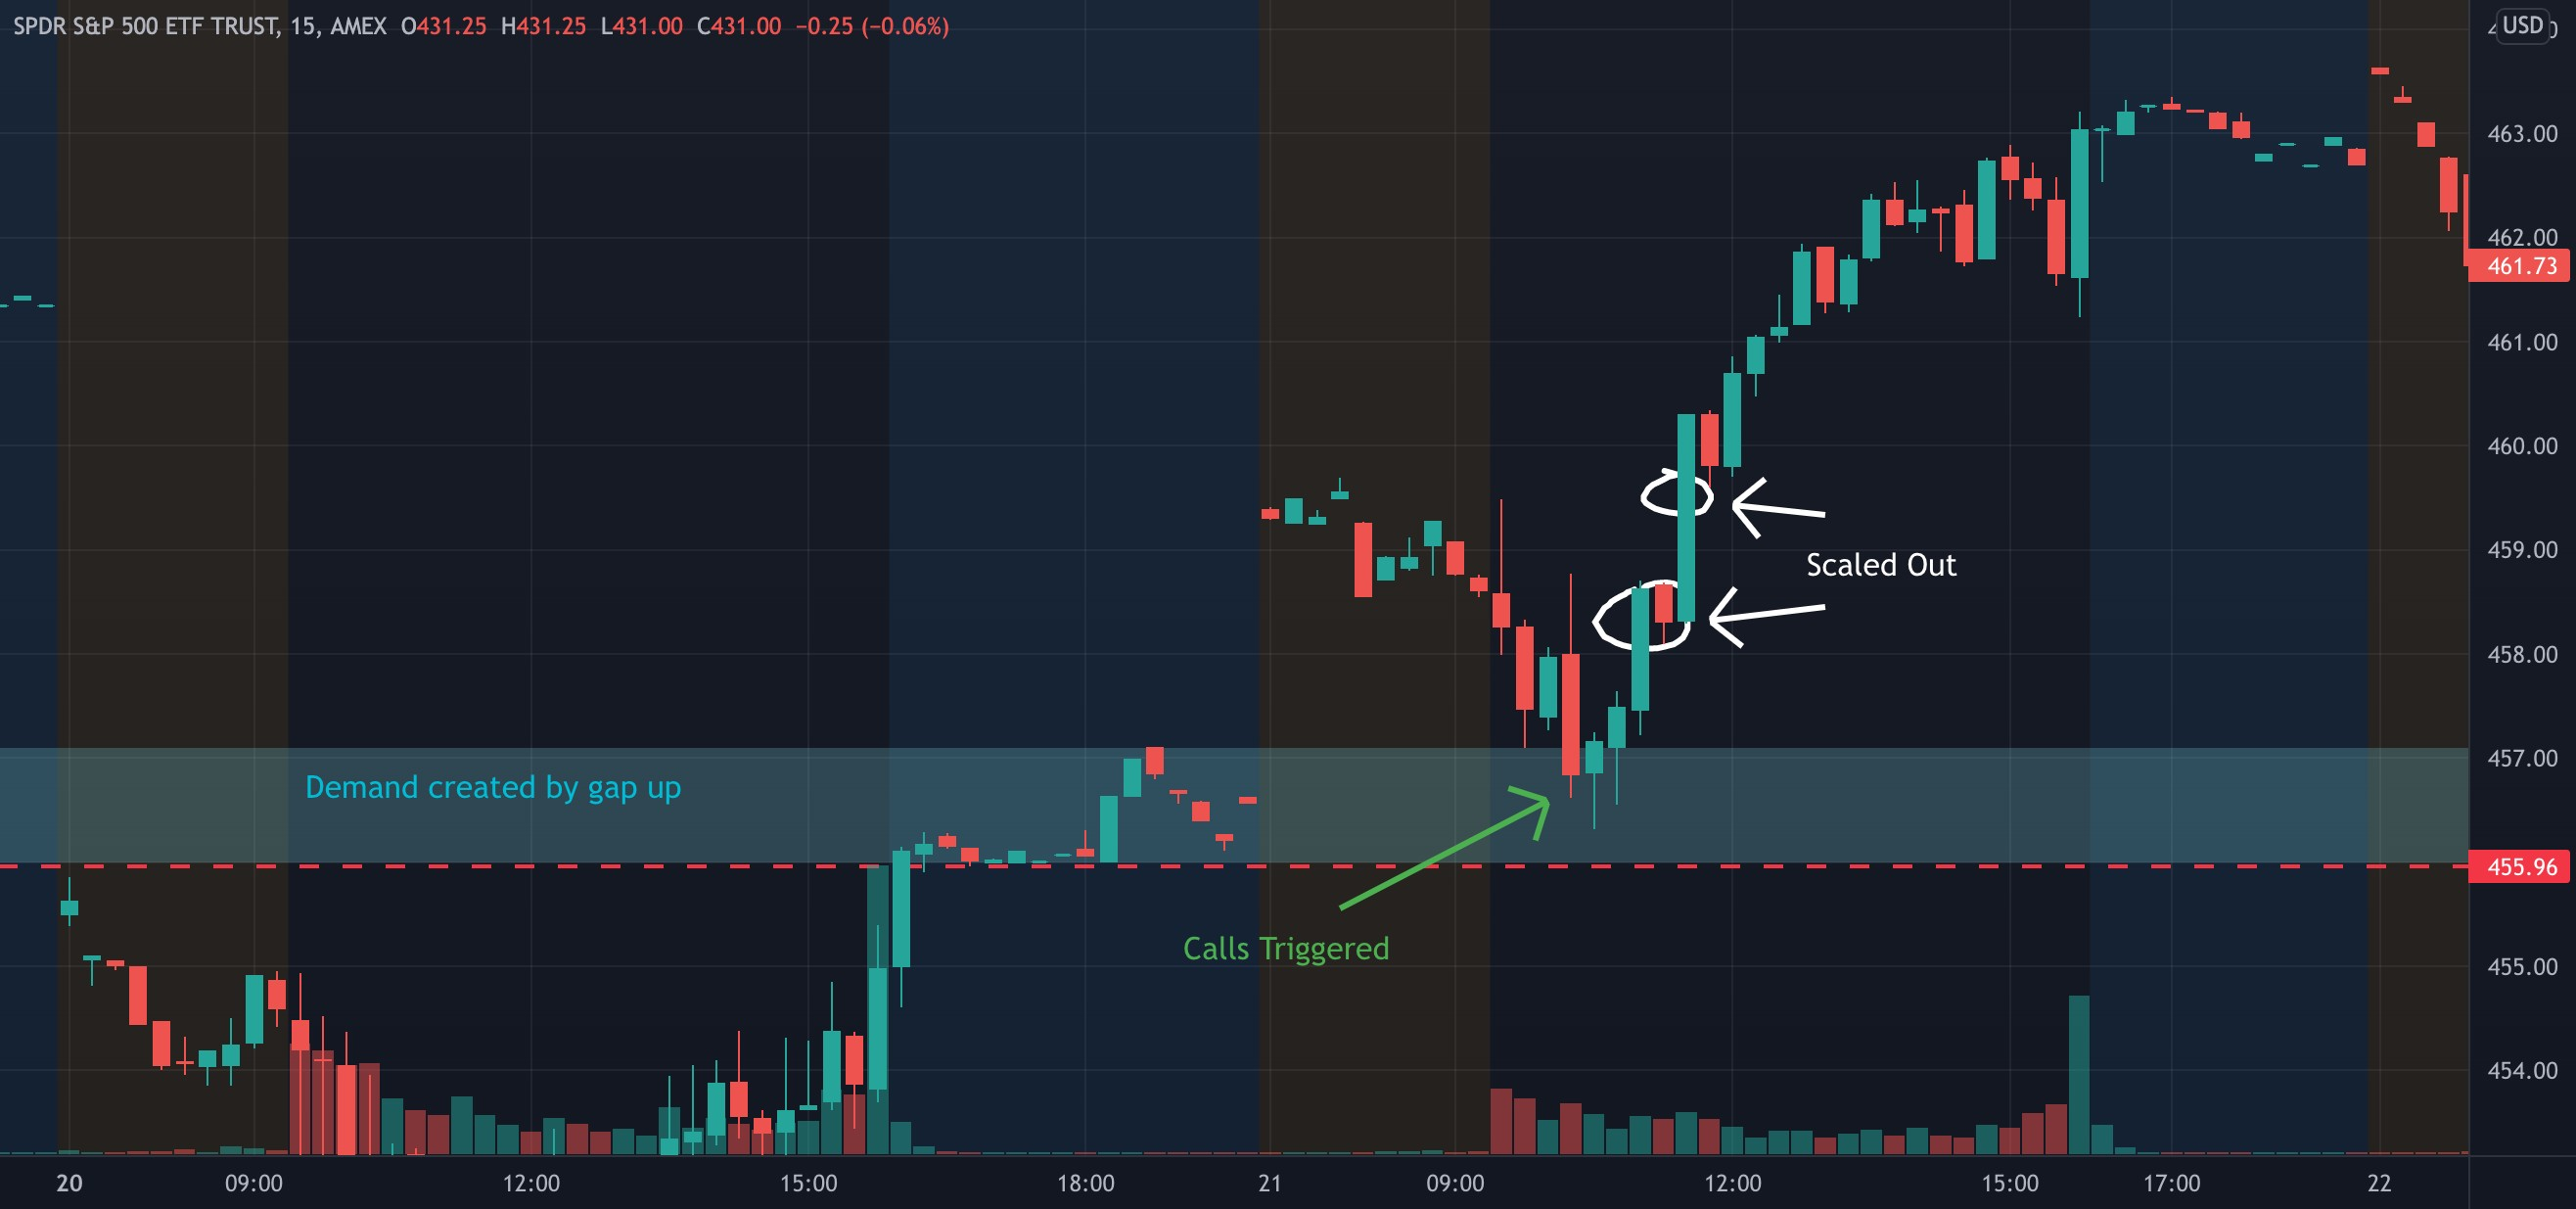 SPDR S&P 500 ETF TRUST, 15, AMEX O431.25 H431.25 L431.00 C431.00 −0.25 (−0.06%)
USD
463.00
462.00
461.73
461.00
460.00
459.00
Scaled Out
458.00
457.00
Demand created by gap up
455.96
Calls Triggered
455.00
454.00
20 09:00 12:00 15:00 18:00 21 09:00 12:00 15:00 17:00 22